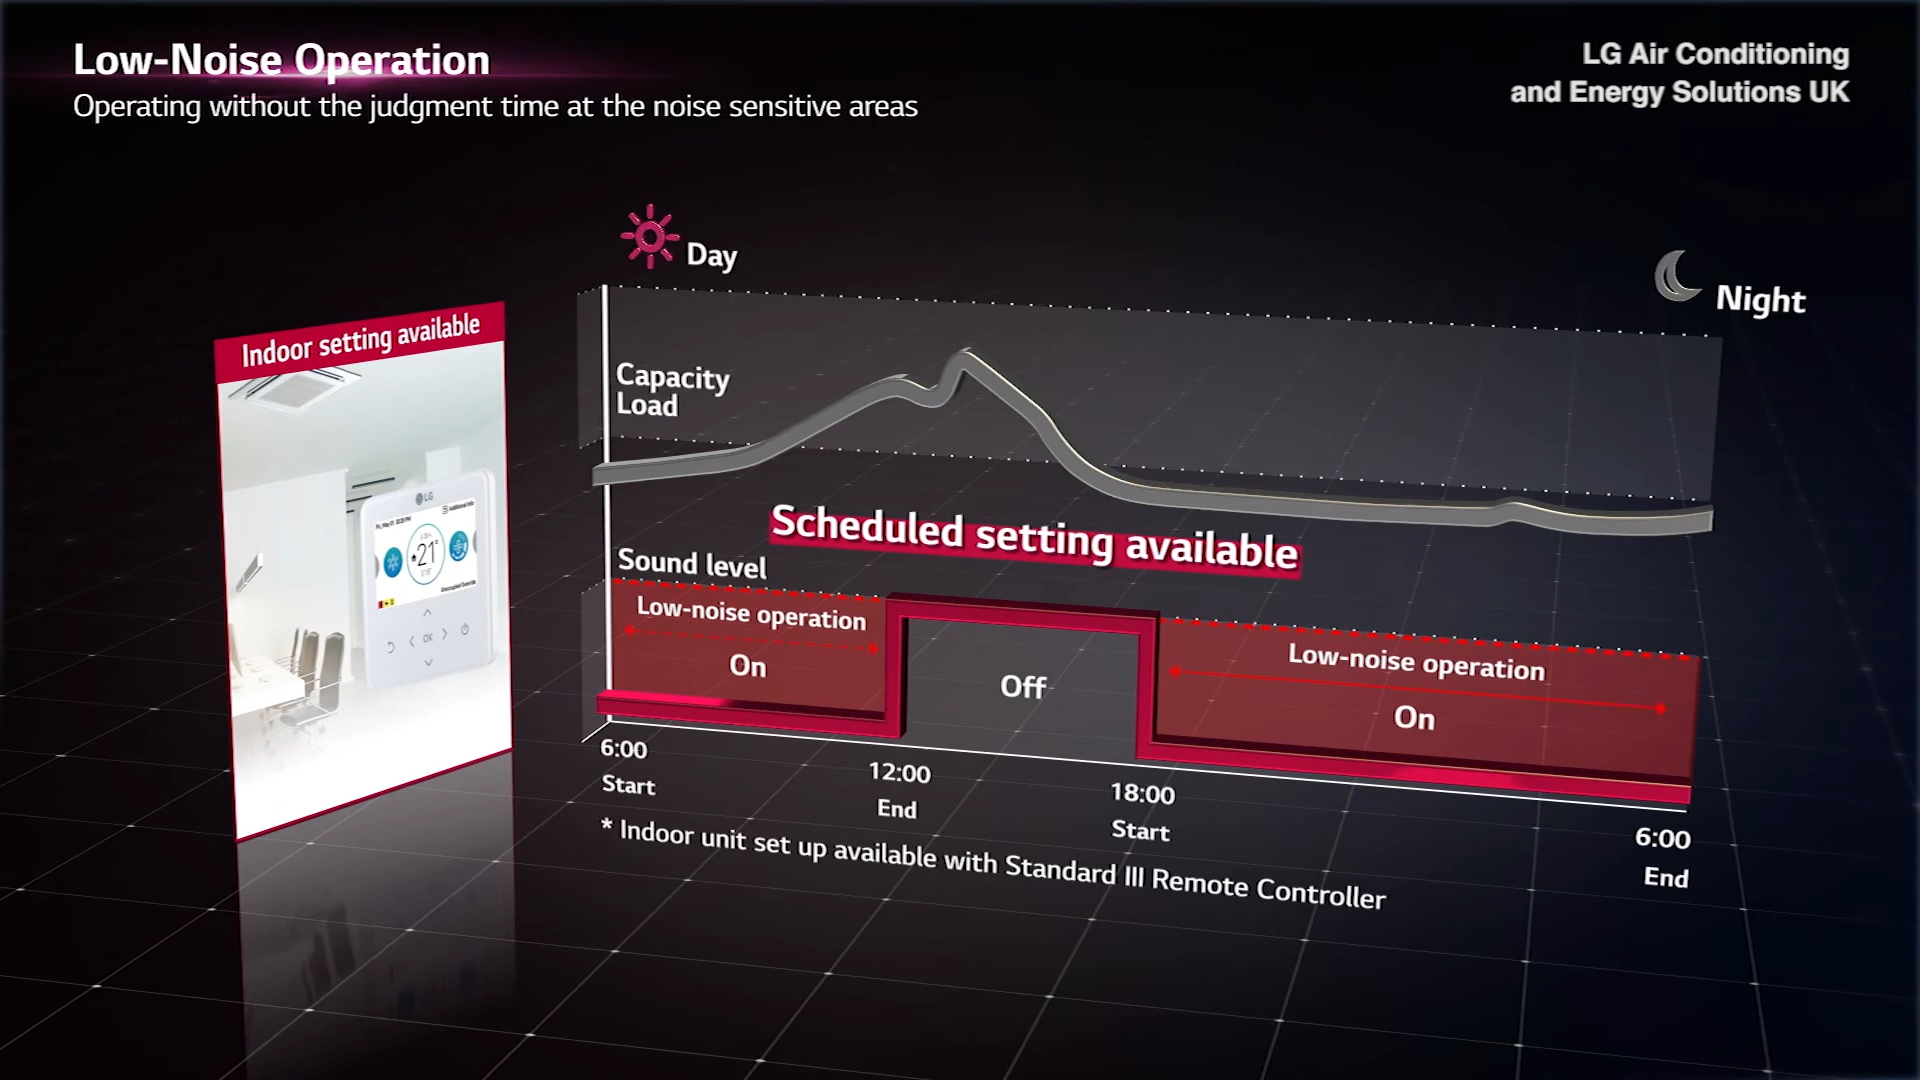 Low-Noise Operation
Operating without the judgment time at the noise sensitive areas
LG Air Conditioning
and Energy Solutions UK
Day
Night
Indoor setting available
LG
21°
OK
Capacity
Load
Scheduled setting available
Sound level
Low-noise operation
On
Off
Low-noise operation
On
6:00
Start
12:00
End
18:00
Start
6:00
End
* Indoor unit set up available with Standard III Remote Controller